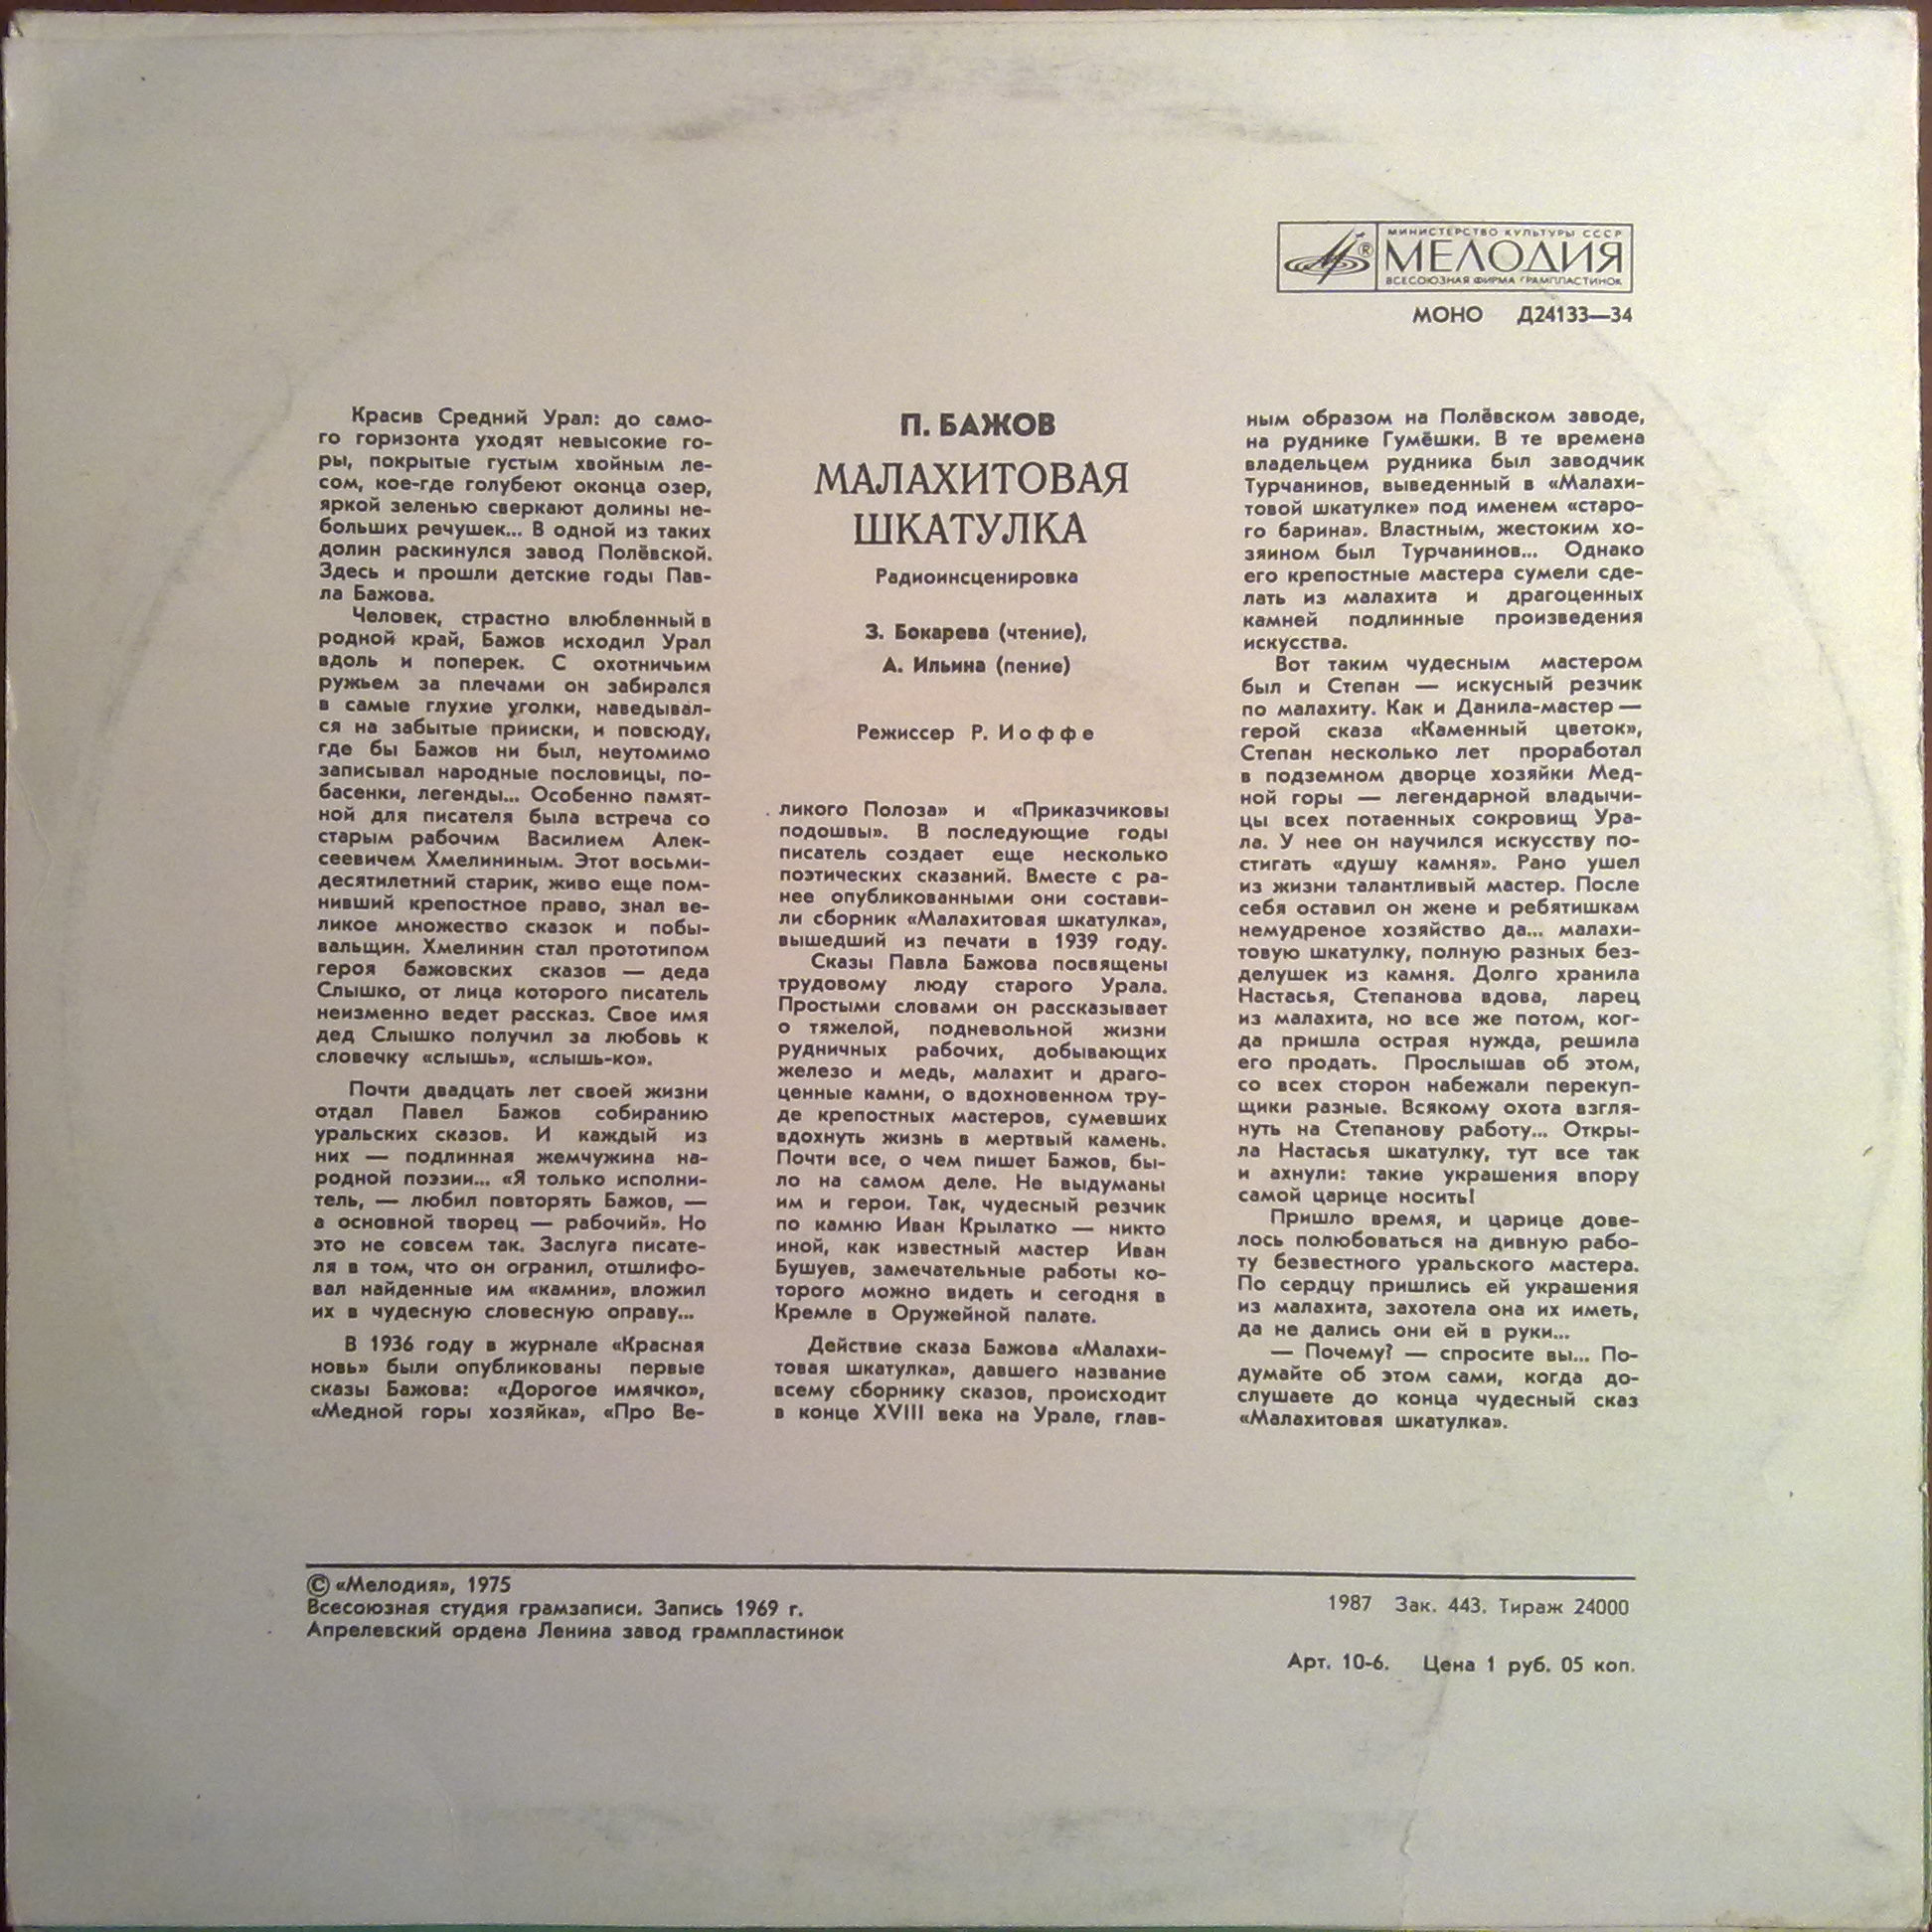 МИНИСТЕРСТВО КУЛЬТУРЫ СССР
МЕЛОДИЯ
ВСЕСОЮЗНАЯ ФИРМА ГРАМПЛАСТИНОК
МОНО Д24133—34
Красив Средний Урал: до само-
го горизонта уходят невысокие го-
ры, покрытые густым хвойным ле-
сом, кое-где голубеют оконца озер,
яркой зеленью сверкают долины не-
больших речушек... В одной из таких
долин раскинулся завод Полёвской.
Здесь и прошли детские годы Пав-
ла Бажова.
Человек, страстно влюбленный в
родной край, Бажов исходил Урал
вдоль и поперек. С охотничьим
ружьем за плечами он забирался
в самые глухие уголки, наведывал-
ся на забытые прииски, и повсюду,
где бы Бажов ни был, неутомимо
записывал народные пословицы, по-
басенки, легенды... Особенно памят-
ной для писателя была встреча со
старым рабочим Василием Алек-
сеевичем Хмелининым. Этот восьми-
десятилетний старик, живо еще пом-
нивший крепостное право, знал ве-
ликое множество сказок и побы-
вальщин. Хмелинин стал прототипом
героя бажовских сказов — деда
Слышко, от лица которого писатель
неизменно ведет рассказ. Свое имя
дед Слышко получил за любовь к
словечку «слышь», «слышь-ко».
Почти двадцать лет своей жизни
отдал Павел Бажов собиранию
уральских сказов. И каждый из
них — подлинная жемчужина на-
родной поэзии... «Я только исполни-
тель, — любил повторять Бажов, —
а основной творец — рабочий». Но
это не совсем так. Заслуга писате-
ля в том, что он огранил, отшлифо-
вал найденные им «камни», вложил
их в чудесную словесную оправу...
В 1936 году в журнале «Красная
новь» были опубликованы первые
сказы Бажова: «Дорогое имячко»,
«Медной горы хозяйка», «Про Ве-
П. БАЖОВ
МАЛАХИТОВАЯ
ШКАТУЛКА
Радиоинсценировка
З. Бокарева (чтение),
А. Ильина (пение)
Режиссер Р. Иоффе
ликого Полоза» и «Приказчиковы
подошвы». В последующие годы
писатель создает еще несколько
поэтических сказаний. Вместе с ра-
нее опубликованными они состави-
ли сборник «Малахитовая шкатулка»,
вышедший из печати в 1939 году.
Сказы Павла Бажова посвящены
трудовому люду старого Урала.
Простыми словами он рассказывает
о тяжелой, подневольной жизни
рудничных рабочих, добывающих
железо и медь, малахит и драго-
ценные камни, о вдохновенном тру-
де крепостных мастеров, сумевших
вдохнуть жизнь в мертвый камень.
Почти все, о чем пишет Бажов, бы-
ло на самом деле. Не выдуманы
им и герои. Так, чудесный резчик
по камню Иван Крылатко — никто
иной, как известный мастер Иван
Бушуев, замечательные работы ко-
торого можно видеть и сегодня в
Кремле в Оружейной палате.
Действие сказа Бажова «Малахи-
товая шкатулка», давшего название
всему сборнику сказов, происходит
в конце XVIII века на Урале, глав-
ным образом на Полёвском заводе,
на руднике Гумёшки. В те времена
владельцем рудника был заводчик
Турчанинов, выведенный в «Малахи-
товой шкатулке» под именем «старо-
го барина». Властным, жестоким хо-
зяином был Турчанинов... Однако
его крепостные мастера сумели сде-
лать из малахита и драгоценных
камней подлинные произведения
искусства.
Вот таким чудесным мастером
был и Степан — искусный резчик
по малахиту. Как и Данила-мастер —
герой сказа «Каменный цветок»,
Степан несколько лет проработал
в подземном дворце хозяйки Мед-
ной горы — легендарной владычи-
цы всех потаенных сокровищ Ура-
ла. У нее он научился искусству по-
стигать «душу камня». Рано ушел
из жизни талантливый мастер. После
себя оставил он жене и ребятишкам
немудреное хозяйство да... малахи-
товую шкатулку, полную разных без-
делушек из камня. Долго хранила
Настасья, Степанова вдова, ларец
из малахита, но все же потом, ког-
да пришла острая нужда, решила
его продать. Прослышав об этом,
со всех сторон набежали перекуп-
щики разные. Всякому охота взгля-
нуть на Степанову работу... Откры-
ла Настасья шкатулку, тут все так
и ахнули: такие украшения впору
самой царице носить!
Пришло время, и царице дове-
лось полюбоваться на дивную рабо-
ту безвестного уральского мастера.
По сердцу пришлись ей украшения
из малахита, захотела она их иметь,
да не дались они ей в руки...
— Почему? — спросите вы... По-
думайте об этом сами, когда до-
слушаете до конца чудесный сказ
«Малахитовая шкатулка».
© «Мелодия», 1975
Всесоюзная студия грамзаписи. Запись 1969 г.
Апрелевский ордена Ленина завод грампластинок
1987 Зак. 443. Тираж 24000
Арт. 10-6. Цена 1 руб. 05 коп.